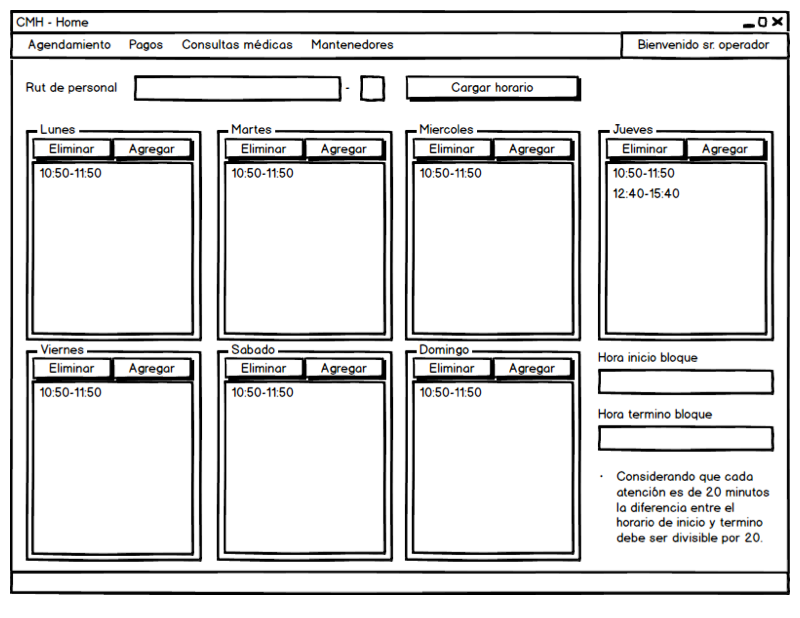 CMH - Home
Agendamiento Pagos Consultas médicas Mantenedores Bienvenido sr. operador
Rut de personal - Cargar horario
Lunes Martes Miercoles Jueves
Eliminar Agregar Eliminar Agregar Eliminar Agregar Eliminar Agregar
10:50-11:50 10:50-11:50 10:50-11:50 10:50-11:50
12:40-15:40
Viernes Sabado Domingo
Eliminar Agregar Eliminar Agregar Eliminar Agregar
10:50-11:50 10:50-11:50 10:50-11:50
Hora inicio bloque
Hora termino bloque
· Considerando que cada
atención es de 20 minutos
la diferencia entre el
horario de inicio y termino
debe ser divisible por 20.